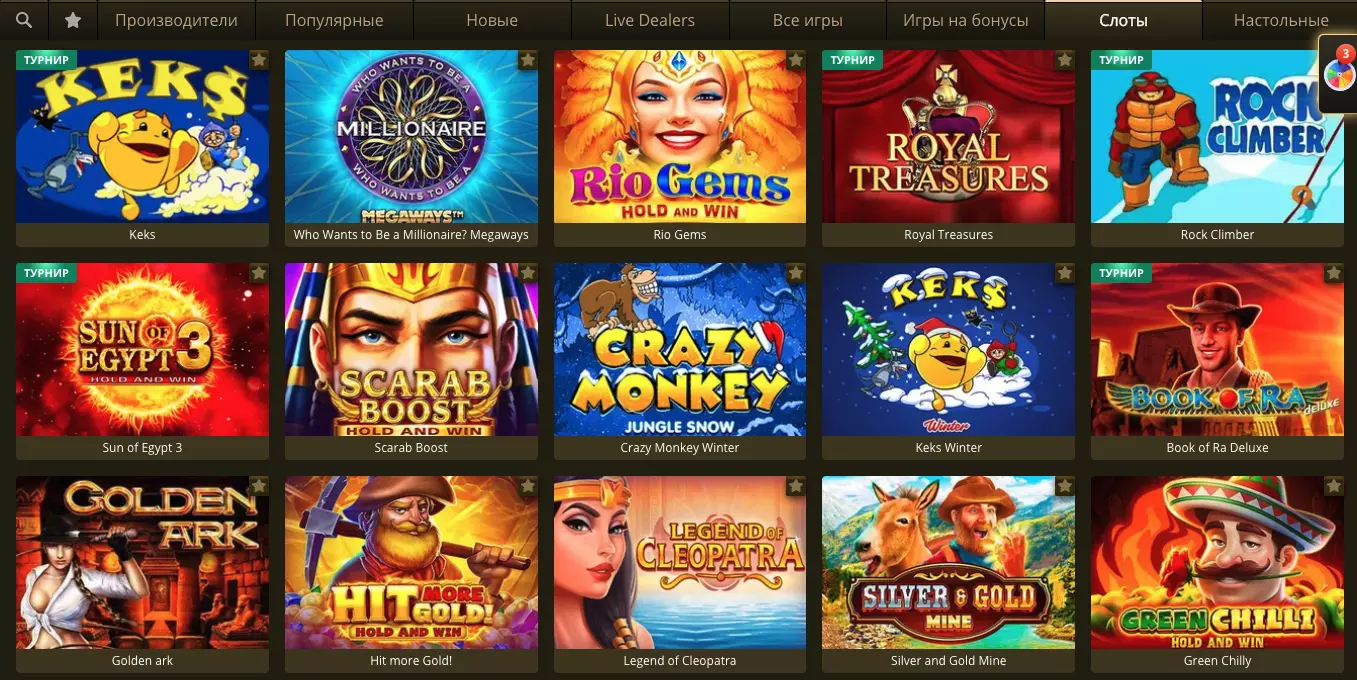 Производители
Популярные
Новые
Live Dealers
Все игры
Игры на бонусы
Слоты
Настольные
3
ТУРНИР
KEK$
Keks
WHO WANTS TO BE A
MILLIONAIRE
WHO WANTS TO BE A
MEGAWAYS™
Who Wants to Be a Millionaire? Megaways
Rio Gems
HOLD AND WIN
Rio Gems
ТУРНИР
ROYAL
TREASURES
Royal Treasures
ТУРНИР
ROCK
CLIMBER
Rock Climber
ТУРНИР
SUN OF
EGYPT 3
HOLD AND WIN
Sun of Egypt 3
SCARAB
BOOST
HOLD AND WIN
Scarab Boost
CRAZY
MONKEY
JUNGLE SNOW
Crazy Monkey Winter
KEK$
Winter
Keks Winter
ТУРНИР
BOOK OF RA
deluxe
Book of Ra Deluxe
GOLDEN
ARK
Golden ark
HIT MORE
GOLD!
HOLD AND WIN
Hit more Gold!
LEGEND OF
CLEOPATRA
Legend of Cleopatra
SILVER & GOLD
MINE
Silver and Gold Mine
GREEN CHILLI
HOLD AND WIN
Green Chilly